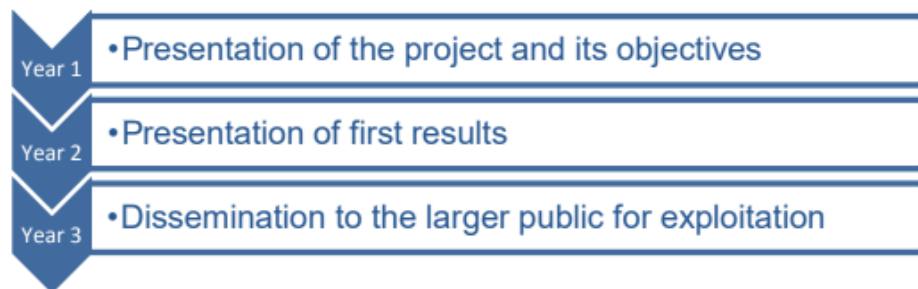 Year 1
•Presentation of the project and its objectives
Year 2
•Presentation of first results
Year 3
•Dissemination to the larger public for exploitation